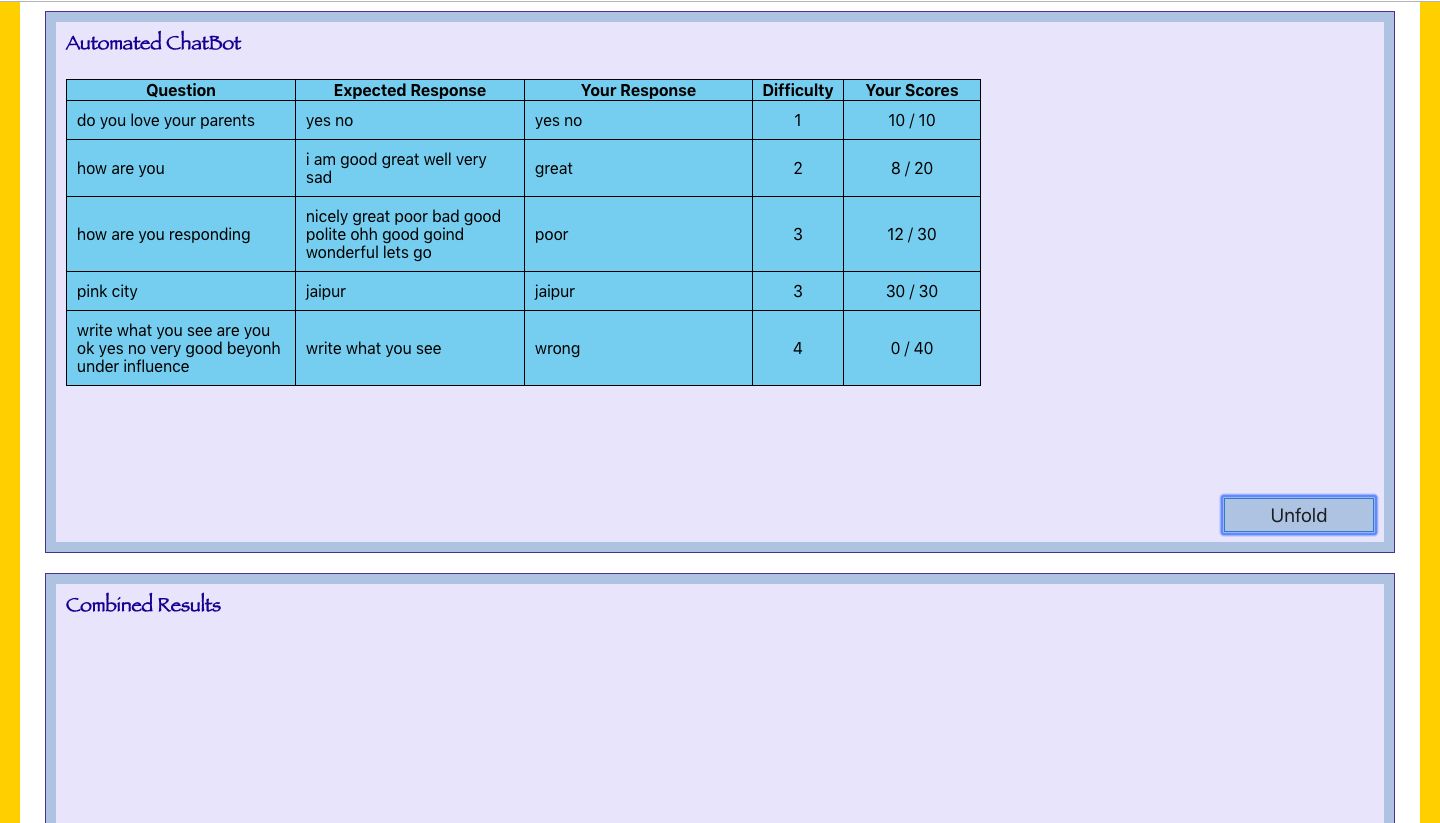 Automated ChatBot
Question Expected Response Your Response Difficulty Your Scores
do you love your parents yes no yes no 1 10 / 10
how are you i am good great well very
sad great 2 8 / 20
how are you responding nicely great poor bad good
polite ohh good goind
wonderful lets go poor 3 12 / 30
pink city jaipur jaipur 3 30 / 30
write what you see are you
ok yes no very good beyonh
under influence write what you see wrong 4 0 / 40
Unfold
Combined Results